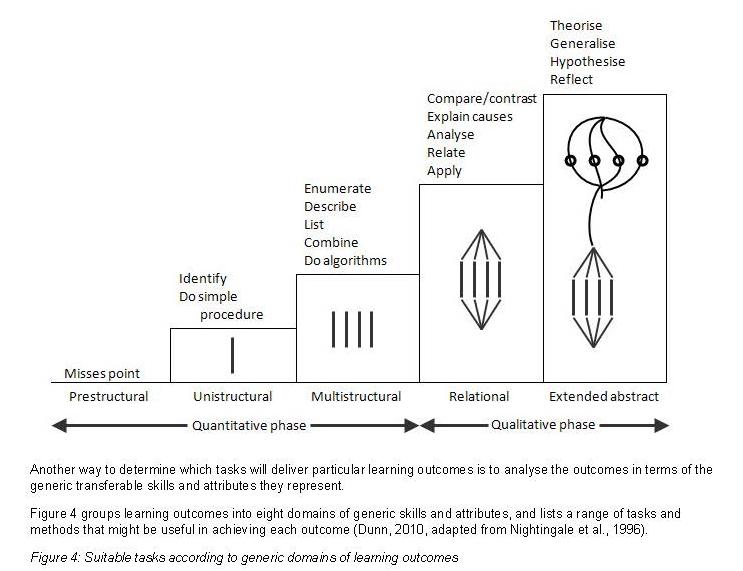 Theorise
Generalise
Hypothesise
Reflect
Compare/contrast
Explain causes
Analyse
Relate
Apply
Enumerate
Describe
List
Combine
Do algorithms
Identify
Do simple
procedure
Misses point
Prestructural
Unistructural
Multistructural
Relational
Extended abstract
Quantitative phase
Qualitative phase
Another way to determine which tasks will deliver particular learning outcomes is to analyse the outcomes in terms of the
generic transferable skills and attributes they represent.
Figure 4 groups learning outcomes into eight domains of generic skills and attributes, and lists a range of tasks and
methods that might be useful in achieving each outcome (Dunn, 2010, adapted from Nightingale et al., 1996).
Figure 4: Suitable tasks according to generic domains of learning outcomes